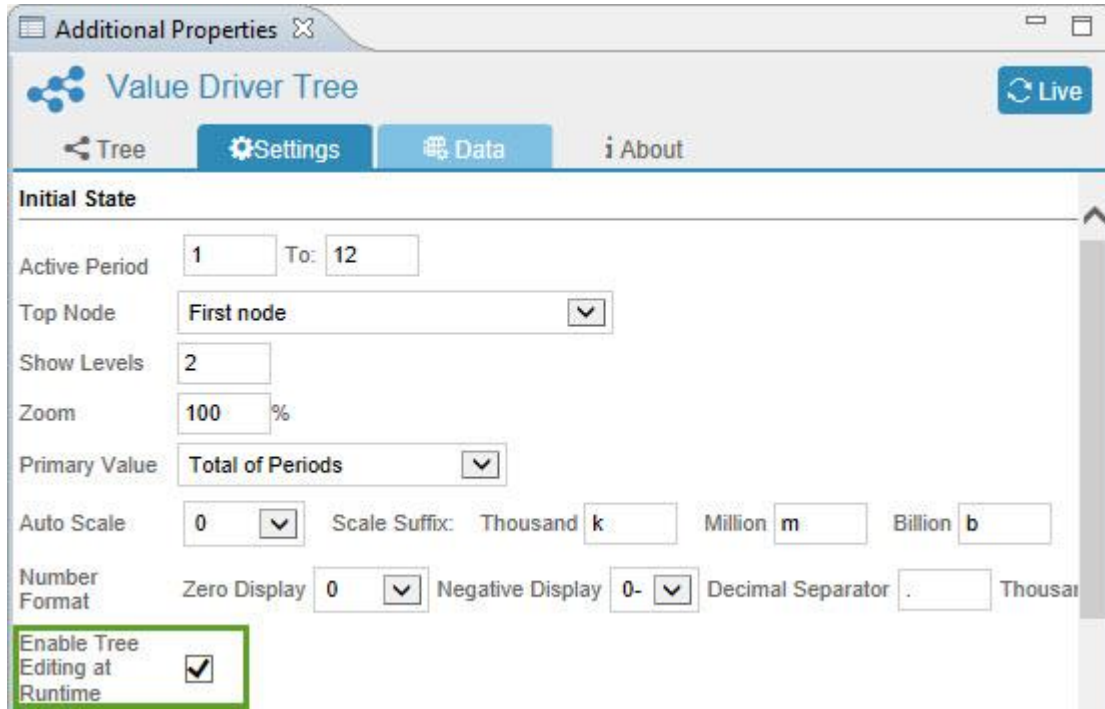 Additional Properties
Value Driver Tree
Live
Tree Settings Data i About
Initial State
Active Period 1 To: 12
Top Node First node
Show Levels 2
Zoom 100 %
Primary Value Total of Periods
Auto Scale 0 Scale Suffix: Thousand k Million m Billion b
Number
Format
Zero Display 0 Negative Display 0- Decimal Separator . Thousan
Enable Tree
Editing at
Runtime